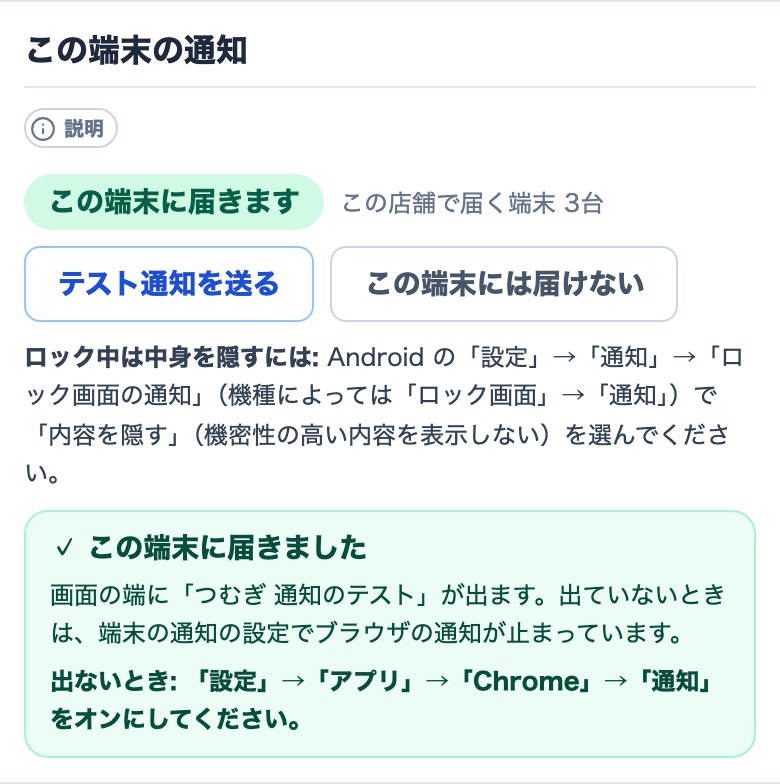 この端末の通知
説明
この端末に届きます この店舗で届く端末 3台
テスト通知を送る この端末には届けない
ロック中は中身を隠すには: Android の「設定」→「通知」→「ロ
ック画面の通知」（機種によっては「ロック画面」→「通知」）で
「内容を隠す」（機密性の高い内容を表示しない）を選んでくださ
い。
✓ この端末に届きました
画面の端に「つむぎ 通知のテスト」が出ます。出ていないとき
は、端末の通知の設定でブラウザの通知が止まっています。
出ないとき: 「設定」→「アプリ」→「Chrome」→「通知」
をオンにしてください。